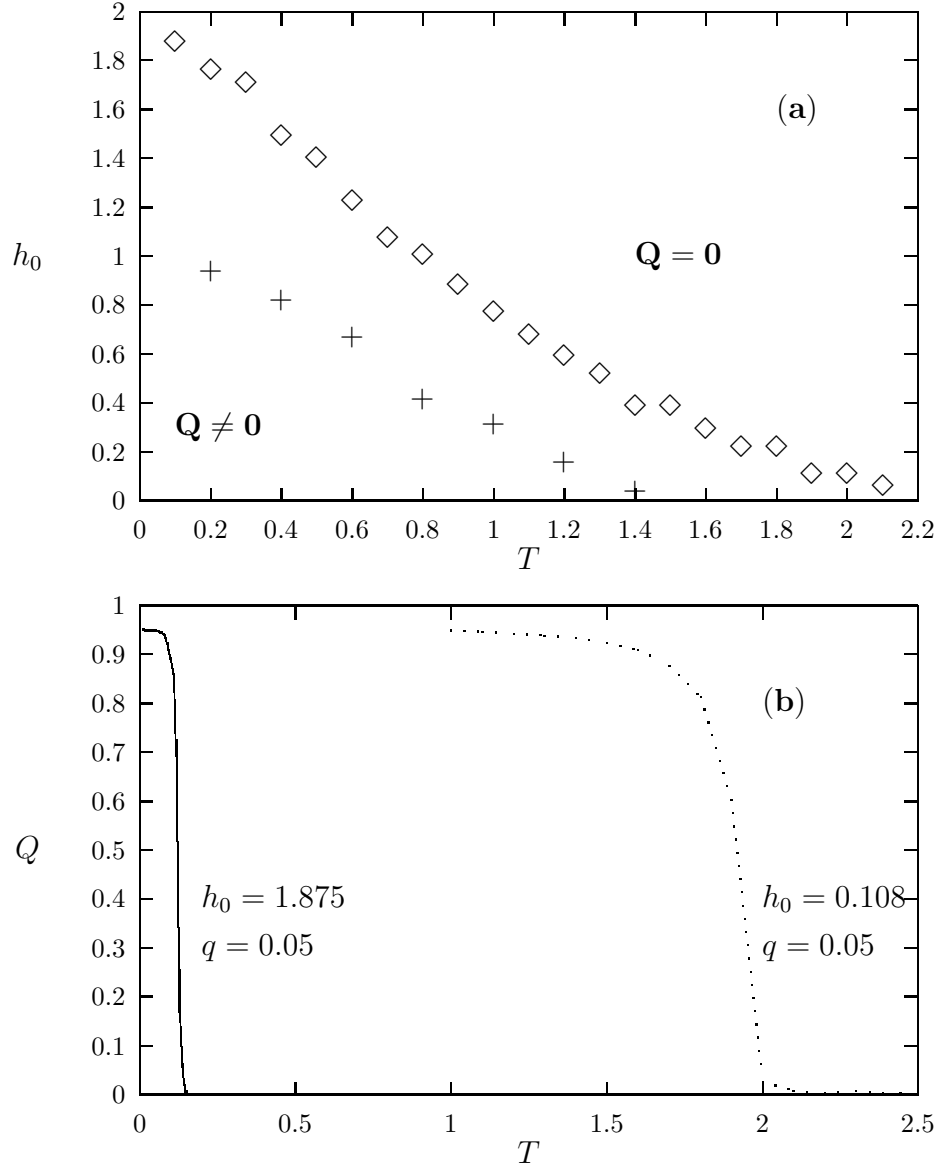 2
1.8
1.6
1.4
1.2
1
0.8
0.6
0.4
0.2
0
h₀
(a)
Q = 0
Q ≠ 0
0 0.2 0.4 0.6 0.8 1 1.2 1.4 1.6 1.8 2 2.2
T
1
0.9
0.8
0.7
0.6
0.5
0.4
0.3
0.2
0.1
0
Q
(b)
h₀ = 1.875
q = 0.05
h₀ = 0.108
q = 0.05
0 0.5 1 1.5 2 2.5
T